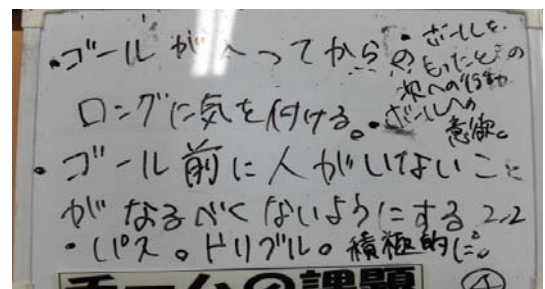 ・ゴールが入ってからの
ロングに気を付ける。
・ボールを
もったときの
次への行動
・ボールへの
意欲。
・ゴール前に人がいないこと
がなるべくないようにする
・パス。ドリブル。積極的に。
チームの課題